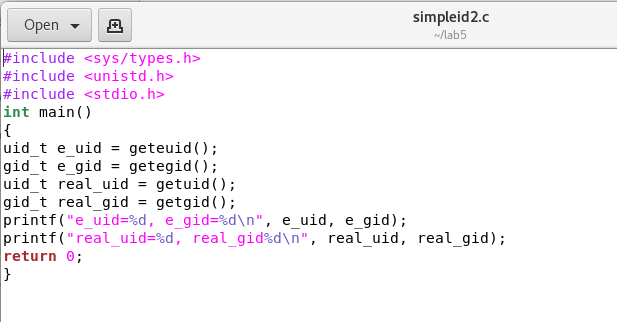 Open
simpleid2.c
~/lab5
#include <sys/types.h>
#include <unistd.h>
#include <stdio.h>
int main()
{
uid_t e_uid = geteuid();
gid_t e_gid = getegid();
uid_t real_uid = getuid();
gid_t real_gid = getgid();
printf("e_uid=%d, e_gid=%d\n", e_uid, e_gid);
printf("real_uid=%d, real_gid%d\n", real_uid, real_gid);
return 0;
}